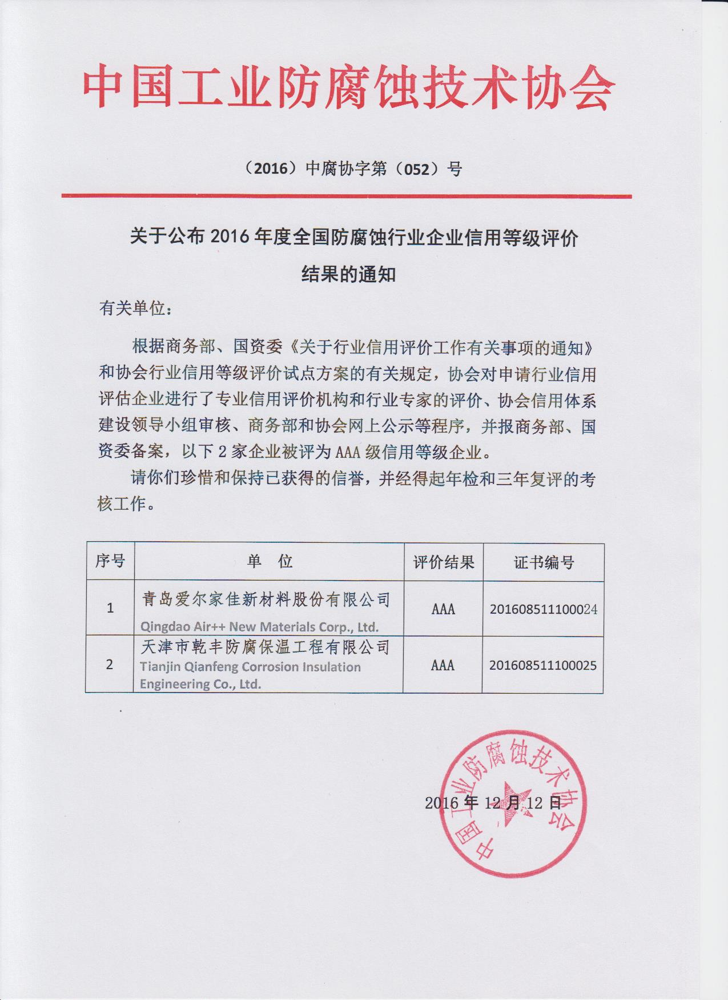 中国工业防腐蚀技术协会
（2016）中腐协字第（052）号
关于公布 2016 年度全国防腐蚀行业企业信用等级评价
结果的通知
有关单位：
根据商务部、国资委《关于行业信用评价工作有关事项的通知》
和协会行业信用等级评价试点方案的有关规定，协会对申请行业信用
评估企业进行了专业信用评价机构和行业专家的评价、协会信用体系
建设领导小组审核、商务部和协会网上公示等程序，并报商务部、国
资委备案，以下 2 家企业被评为 AAA 级信用等级企业。
请你们珍惜和保持已获得的信誉，并经得起年检和三年复评的考
核工作。
序号 单 位 评价结果 证书编号
1 青岛爱尔家佳新材料股份有限公司 AAA 201608511100024
Qingdao Air++ New Materials Corp., Ltd.
2 天津市乾丰防腐保温工程有限公司 AAA 201608511100025
Tianjin Qianfeng Corrosion Insulation
Engineering Co., Ltd.
中国工业防腐蚀技术协会
2016 年 12 月 12 日